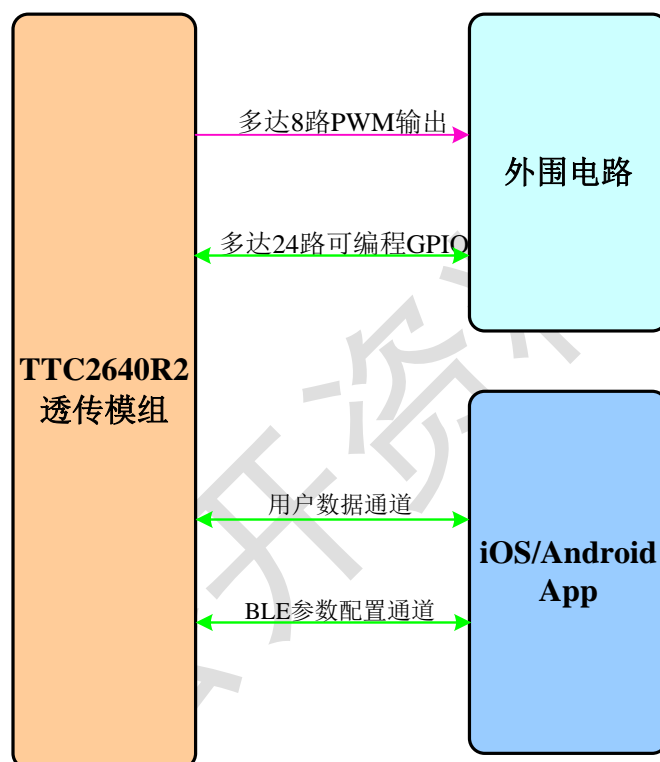 多达8路PWM输出
外围电路
多达24路可编程GPIO
TTC2640R2
透传模组
用户数据通道
iOS/Android
App
BLE参数配置通道
开资